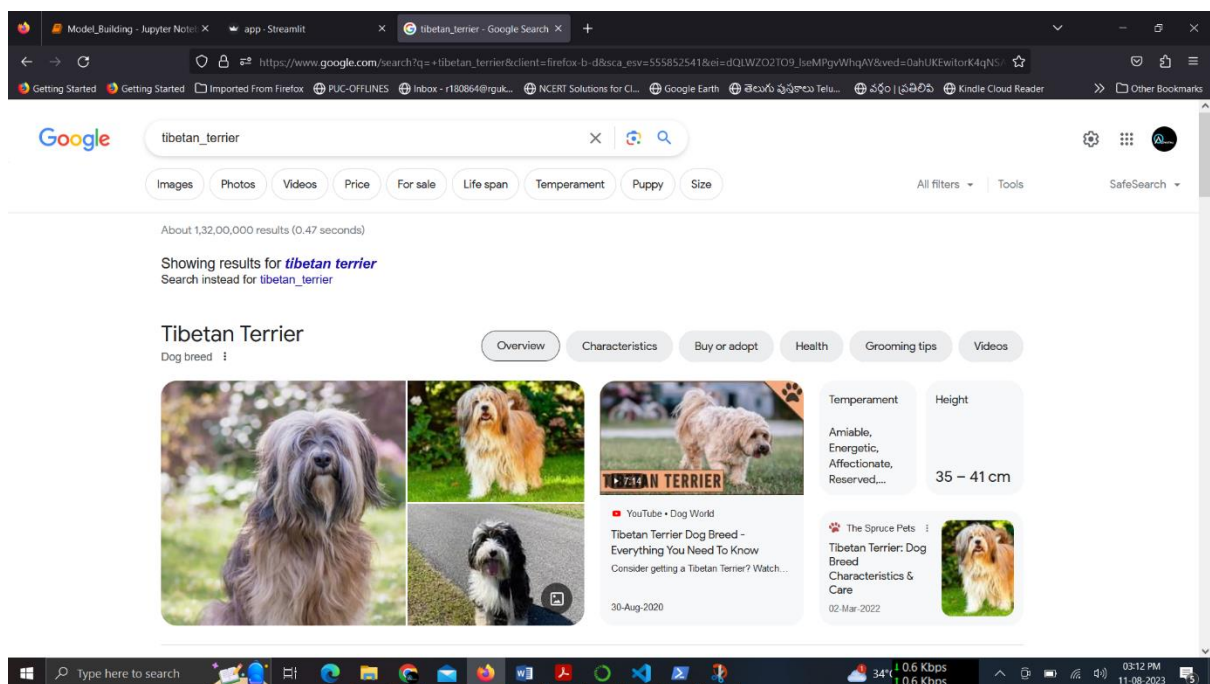 Model_Building - Jupyter Note
app - Streamlit
tibetan_terrier - Google Search
https://www.google.com/search?q=+tibetan_terrier&client=firefox-b-d&sca_esv=555852541&ei=
Getting Started
Getting Started
Imported From Firefox
PUC-OFFLINES
Inbox - r180864@rguk...
NCERT Solutions for Cl...
Google Earth
తెలుగు పుస్తకాలు Telu...
వర్గం | ప్రతిలిపి
Kindle Cloud Reader
Other Bookmarks
Google
tibetan_terrier
Images
Photos
Videos
Price
For sale
Life span
Temperament
Puppy
Size
All filters
Tools
SafeSearch
About 1,32,00,000 results (0.47 seconds)
Showing results for tibetan terrier
Search instead for tibetan_terrier
Tibetan Terrier
Dog breed
Overview
Characteristics
Buy or adopt
Health
Grooming tips
Videos
7:14
TERRIER
YouTube • Dog World
Tibetan Terrier Dog Breed -
Everything You Need To Know
Consider getting a Tibetan Terrier? Watch...
30-Aug-2020
Temperament
Amiable,
Energetic,
Affectionate,
Reserved,...
Height
35 – 41 cm
The Spruce Pets
Tibetan Terrier: Dog
Breed
Characteristics &
Care
02-Mar-2022
Type here to search
34°
0.6 Kbps
0.6 Kbps
03:12 PM
11-08-2023